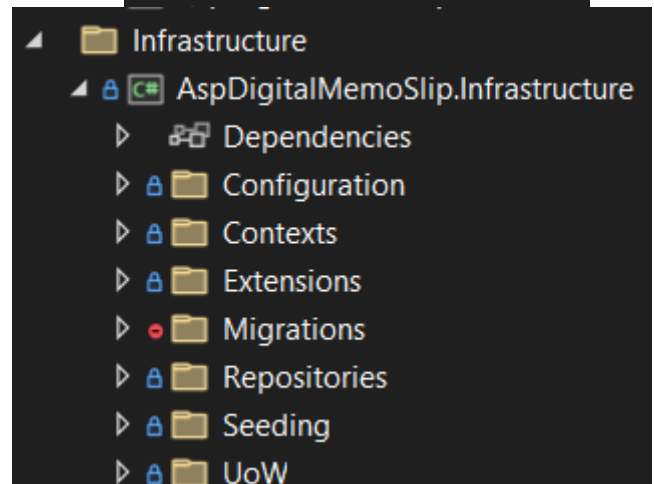 Infrastructure
C# AspDigitalMemoSlip.Infrastructure
Dependencies
Configuration
Contexts
Extensions
Migrations
Repositories
Seeding
UoW